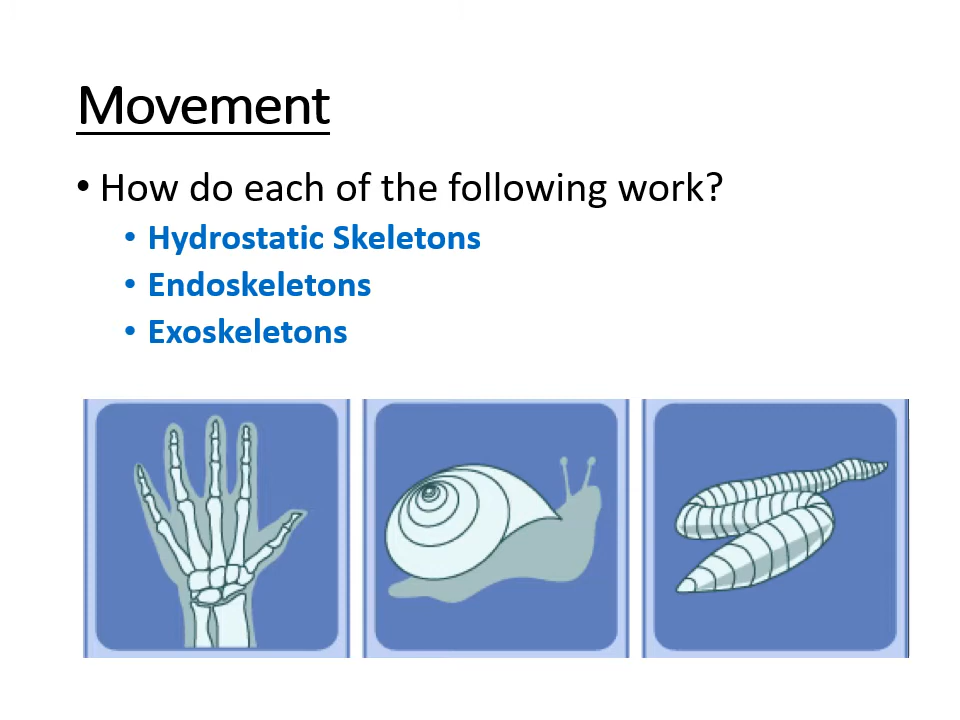 Movement
• How do each of the following work?
• Hydrostatic Skeletons
• Endoskeletons
• Exoskeletons